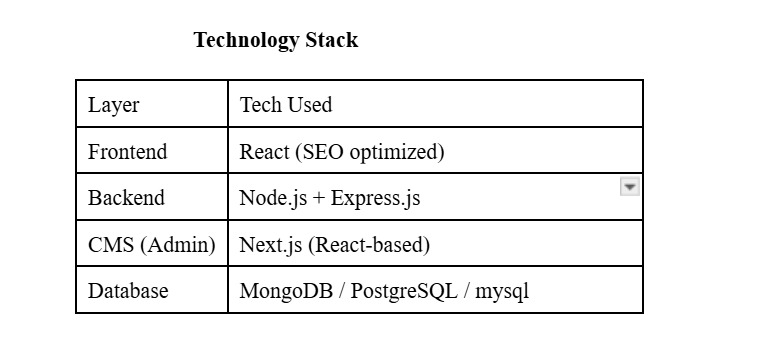 Technology Stack
Layer Tech Used
Frontend React (SEO optimized)
Backend Node.js + Express.js
CMS (Admin) Next.js (React-based)
Database MongoDB / PostgreSQL / mysql